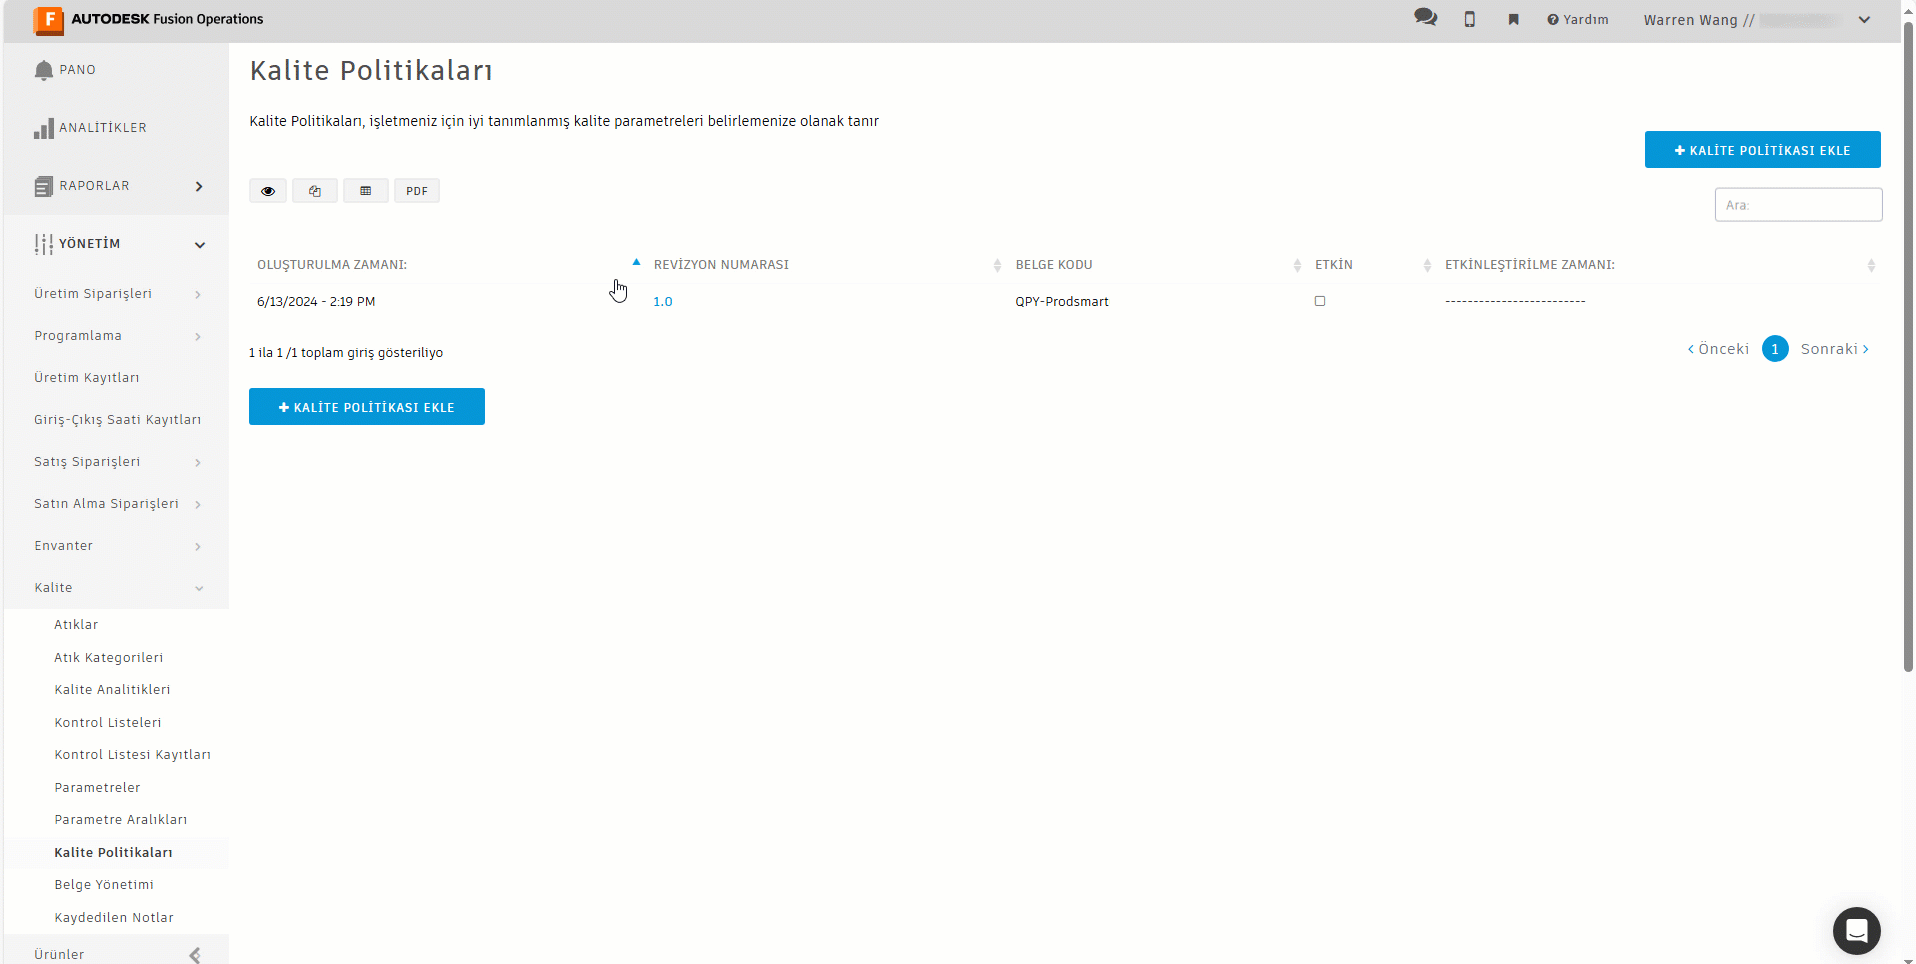 AUTODESK Fusion Operations
Yardım
Warren Wang //
PANO
ANALİTİKLER
RAPORLAR
YÖNETİM
Üretim Siparişleri
Programlama
Üretim Kayıtları
Giriş-Çıkış Saati Kayıtları
Satış Siparişleri
Satın Alma Siparişleri
Envanter
Kalite
Atıklar
Atık Kategorileri
Kalite Analitikleri
Kontrol Listeleri
Kontrol Listesi Kayıtları
Parametreler
Parametre Aralıkları
Kalite Politikaları
Belge Yönetimi
Kaydedilen Notlar
Ürünler
Kalite Politikaları
Kalite Politikaları, işletmeniz için iyi tanımlanmış kalite parametreleri belirlemenize olanak tanır
+ KALİTE POLİTİKASI EKLE
PDF
Ara:
OLUŞTURULMA ZAMANI: REVİZYON NUMARASI BELGE KODU ETKİN ETKİNLEŞTİRİLME ZAMANI:
6/13/2024 - 2:19 PM 1.0 QPY-Prodsmart -------------------------
1 ila 1 /1 toplam giriş gösteriliyo
‹ Önceki 1 Sonraki ›
+ KALİTE POLİTİKASI EKLE